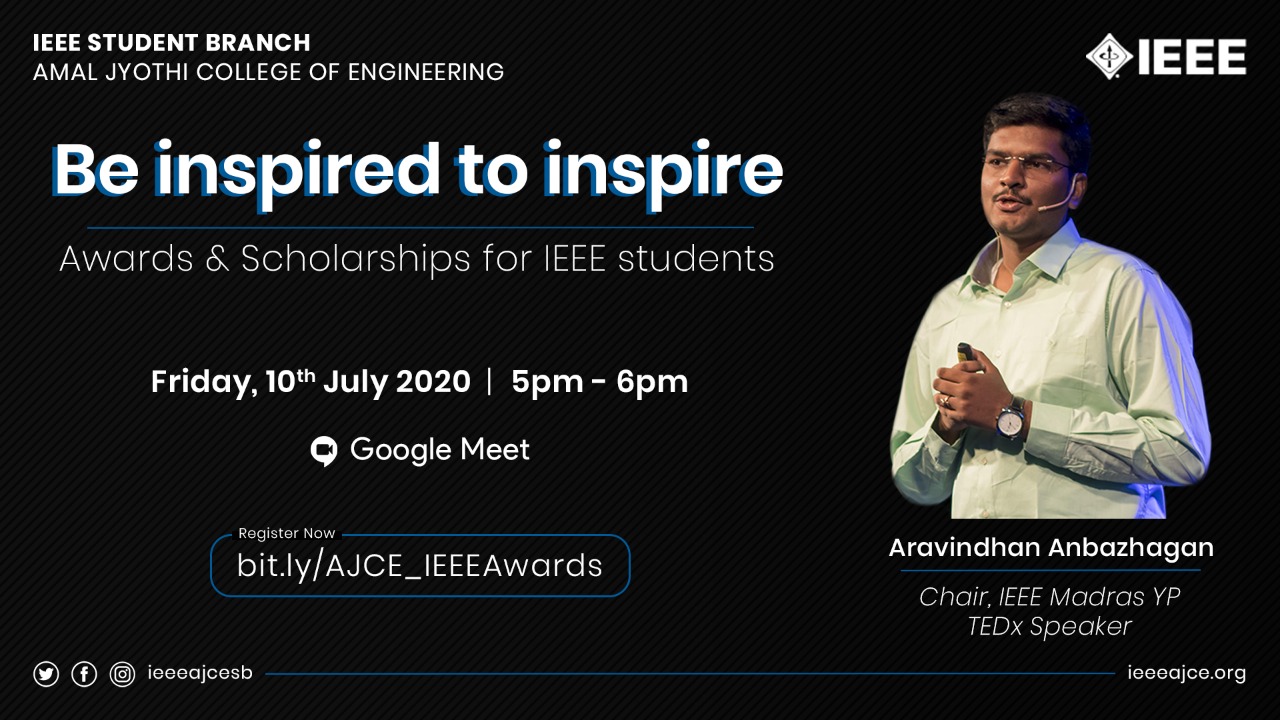 IEEE STUDENT BRANCH
AMAL JYOTHI COLLEGE OF ENGINEERING
IEEE
Be inspired to inspire
Awards & Scholarships for IEEE students
Friday, 10th July 2020 | 5pm - 6pm
Google Meet
Register Now
bit.ly/AJCE_IEEEAwards
Aravindhan Anbazhagan
Chair, IEEE Madras YP
TEDx Speaker
ieeeajcesb
ieeeajce.org